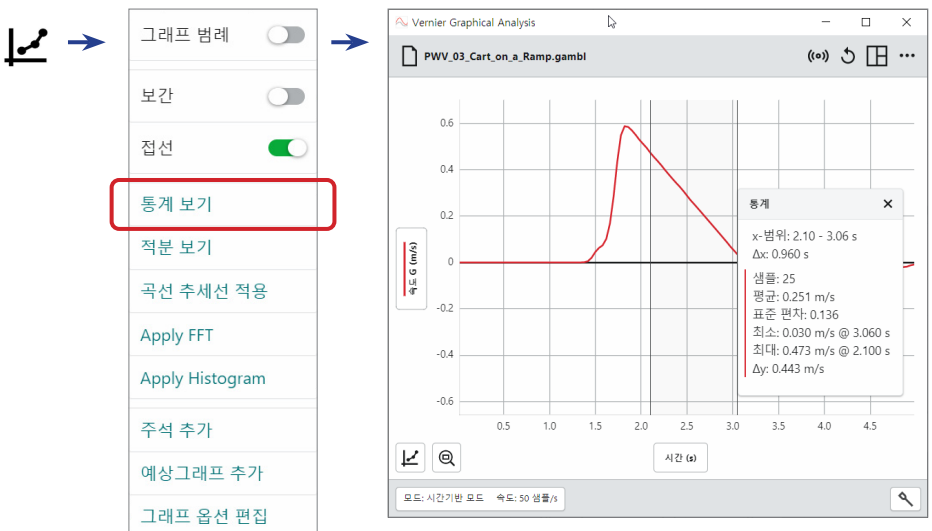 그래프 범례
보간
접선
통계 보기
적분 보기
곡선 추세선 적용
Apply FFT
Apply Histogram
주석 추가
예상그래프 추가
그래프 옵션 편집
Vernier Graphical Analysis
PWV_03_Cart_on_a_Ramp.gambl
0.6
0.4
0.2
0
-0.2
-0.4
-0.6
속도 G (m/s)
0.5 1.0 1.5 2.0 2.5 3.0 3.5 4.0 4.5
시간 (s)
통계
x-범위: 2.10 - 3.06 s
Δx: 0.960 s
샘플: 25
평균: 0.251 m/s
표준 편차: 0.136
최소: 0.030 m/s @ 3.060 s
최대: 0.473 m/s @ 2.100 s
Δy: 0.443 m/s
모드: 시간기반 모드 속도: 50 샘플/s